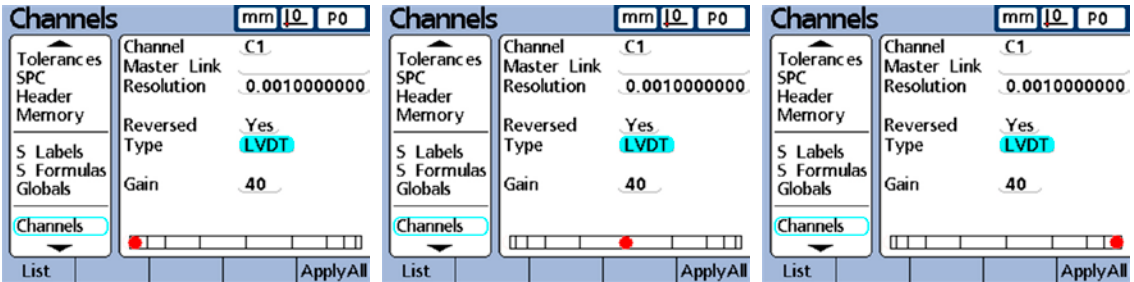 Channels mm 0 P0
Tolerances
SPC
Header
Memory
S Labels
S Formulas
Globals
Channels
Channel C1
Master Link
Resolution 0.0010000000
Reversed Yes
Type LVDT
Gain 40
List ApplyAll
Channels mm 0 P0
Tolerances
SPC
Header
Memory
S Labels
S Formulas
Globals
Channels
Channel C1
Master Link
Resolution 0.0010000000
Reversed Yes
Type LVDT
Gain 40
List ApplyAll
Channels mm 0 P0
Tolerances
SPC
Header
Memory
S Labels
S Formulas
Globals
Channels
Channel C1
Master Link
Resolution 0.0010000000
Reversed Yes
Type LVDT
Gain 40
List ApplyAll